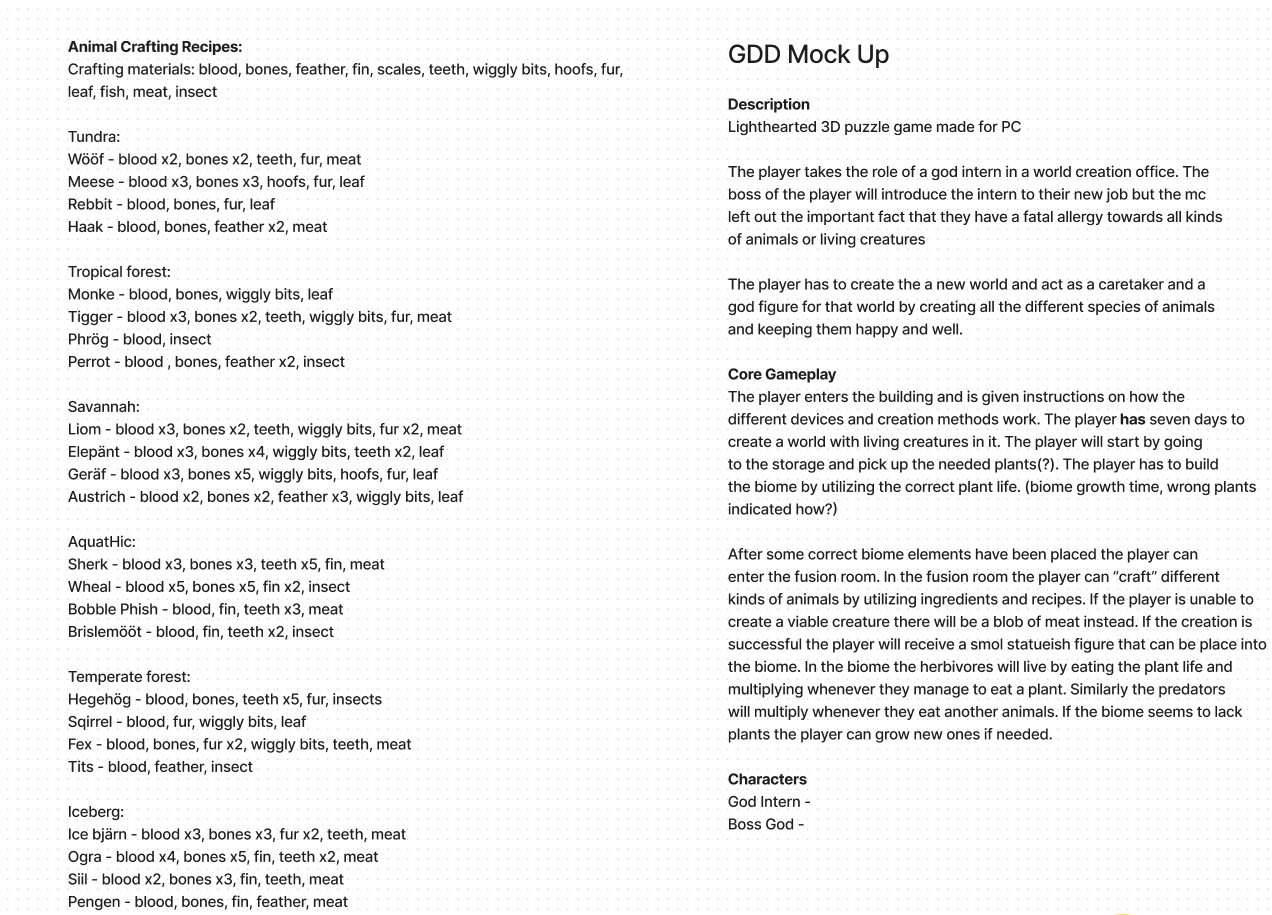 Animal Crafting Recipes:
Crafting materials: blood, bones, feather, fin, scales, teeth, wiggly bits, hoofs, fur,
leaf, fish, meat, insect
Tundra:
Wööf - blood x2, bones x2, teeth, fur, meat
Meese - blood x3, bones x3, hoofs, fur, leaf
Rebbit - blood, bones, fur, leaf
Haak - blood, bones, feather x2, meat
Tropical forest:
Monke - blood, bones, wiggly bits, leaf
Tigger - blood x3, bones x2, teeth, wiggly bits, fur, meat
Phrög - blood, insect
Perrot - blood , bones, feather x2, insect
Savannah:
Liom - blood x3, bones x2, teeth, wiggly bits, fur x2, meat
Elepänt - blood x3, bones x4, wiggly bits, teeth x2, leaf
Geräf - blood x3, bones x5, wiggly bits, hoofs, fur, leaf
Austrich - blood x2, bones x2, feather x3, wiggly bits, leaf
AquatHic:
Sherk - blood x3, bones x3, teeth x5, fin, meat
Wheal - blood x5, bones x5, fin x2, insect
Bobble Phish - blood, fin, teeth x3, meat
Brislemööt - blood, fin, teeth x2, insect
Temperate forest:
Hegehög - blood, bones, teeth x5, fur, insects
Sqirrel - blood, fur, wiggly bits, leaf
Fex - blood, bones, fur x2, wiggly bits, teeth, meat
Tits - blood, feather, insect
Iceberg:
Ice bjärn - blood x3, bones x3, fur x2, teeth, meat
Ogra - blood x4, bones x5, fin, teeth x2, meat
Siil - blood x2, bones x3, fin, teeth, meat
Pengen - blood, bones, fin, feather, meat
GDD Mock Up
Description
Lighthearted 3D puzzle game made for PC
The player takes the role of a god intern in a world creation office. The
boss of the player will introduce the intern to their new job but the mc
left out the important fact that they have a fatal allergy towards all kinds
of animals or living creatures
The player has to create the a new world and act as a caretaker and a
god figure for that world by creating all the different species of animals
and keeping them happy and well.
Core Gameplay
The player enters the building and is given instructions on how the
different devices and creation methods work. The player has seven days to
create a world with living creatures in it. The player will start by going
to the storage and pick up the needed plants(?). The player has to build
the biome by utilizing the correct plant life. (biome growth time, wrong plants
indicated how?)
After some correct biome elements have been placed the player can
enter the fusion room. In the fusion room the player can “craft” different
kinds of animals by utilizing ingredients and recipes. If the player is unable to
create a viable creature there will be a blob of meat instead. If the creation is
successful the player will receive a smol statueish figure that can be place into
the biome. In the biome the herbivores will live by eating the plant life and
multiplying whenever they manage to eat a plant. Similarly the predators
will multiply whenever they eat another animals. If the biome seems to lack
plants the player can grow new ones if needed.
Characters
God Intern -
Boss God -